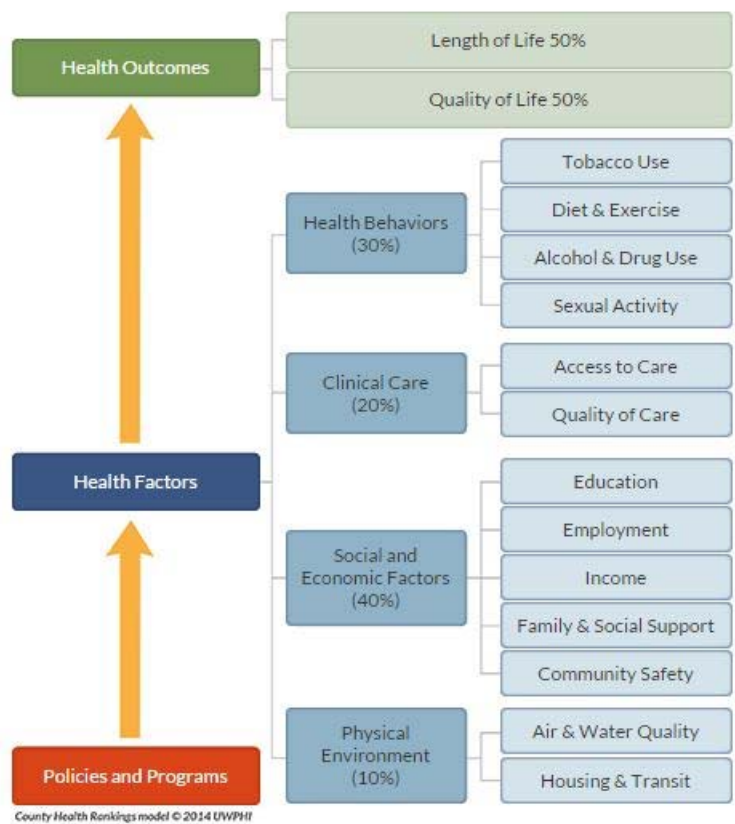 Health Outcomes
Length of Life 50%
Quality of Life 50%
Health Factors
Health Behaviors
(30%)
Tobacco Use
Diet & Exercise
Alcohol & Drug Use
Sexual Activity
Clinical Care
(20%)
Access to Care
Quality of Care
Social and
Economic Factors
(40%)
Education
Employment
Income
Family & Social Support
Community Safety
Physical
Environment
(10%)
Air & Water Quality
Housing & Transit
Policies and Programs
County Health Rankings model © 2014 UWPHI